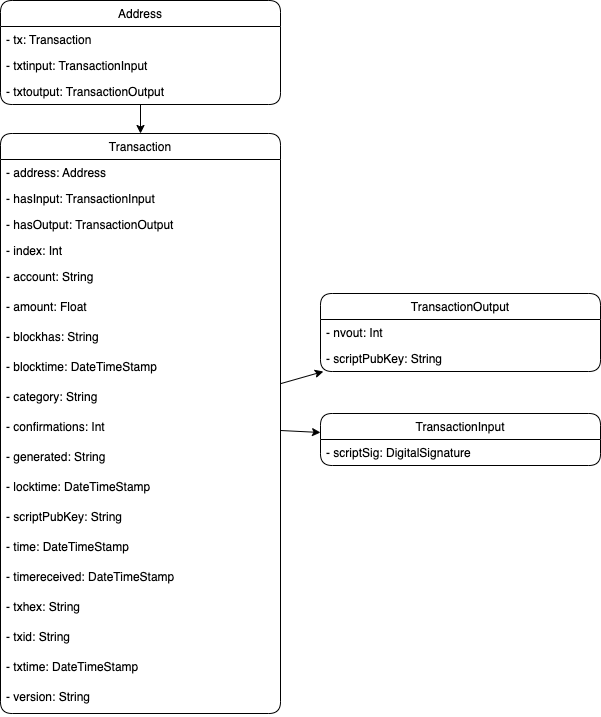 Address
- tx: Transaction
- txtinput: TransactionInput
- txtoutput: TransactionOutput
Transaction
- address: Address
- hasInput: TransactionInput
- hasOutput: TransactionOutput
- index: Int
- account: String
- amount: Float
- blockhas: String
- blocktime: DateTimeStamp
- category: String
- confirmations: Int
- generated: String
- locktime: DateTimeStamp
- scriptPubKey: String
- time: DateTimeStamp
- timereceived: DateTimeStamp
- txhex: String
- txid: String
- txtime: DateTimeStamp
- version: String
TransactionOutput
- nvout: Int
- scriptPubKey: String
TransactionInput
- scriptSig: DigitalSignature